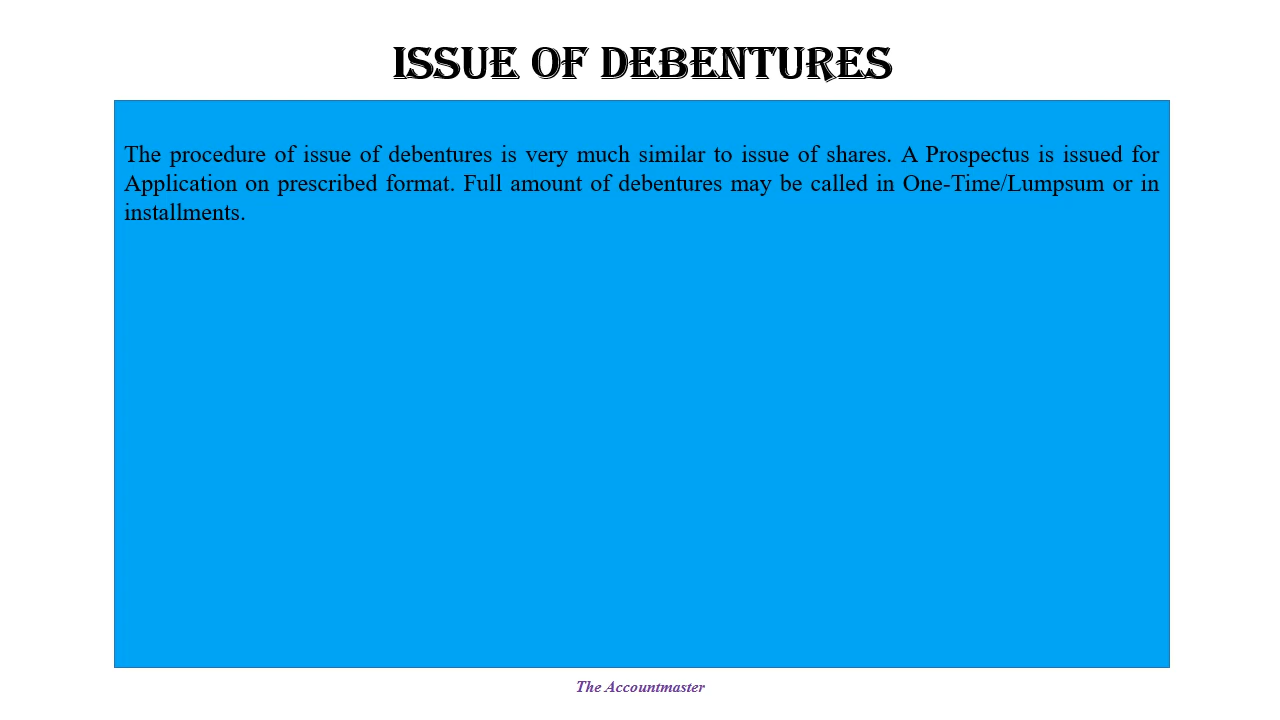 ISSUE OF DEBENTURES
The procedure of issue of debentures is very much similar to issue of shares. A Prospectus is issued for
Application on prescribed format. Full amount of debentures may be called in One-Time/Lumpsum or in
installments.
The Accountmaster